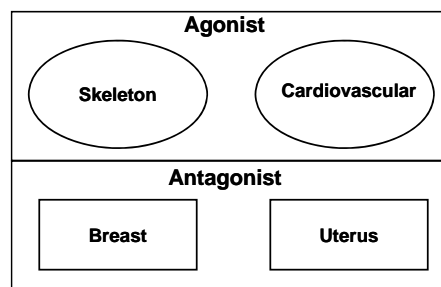 Agonist
Skeleton
Cardiovascular
Antagonist
Breast
Uterus